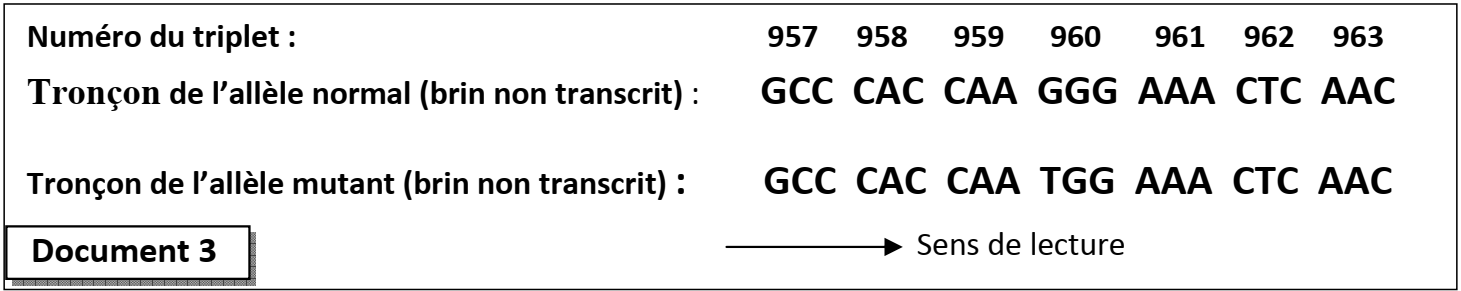 Numéro du triplet : 957 958 959 960 961 962 963
Tronçon de l’allèle normal (brin non transcrit) : GCC CAC CAA GGG AAA CTC AAC
Tronçon de l’allèle mutant (brin non transcrit) : GCC CAC CAA TGG AAA CTC AAC
Document 3 Sens de lecture